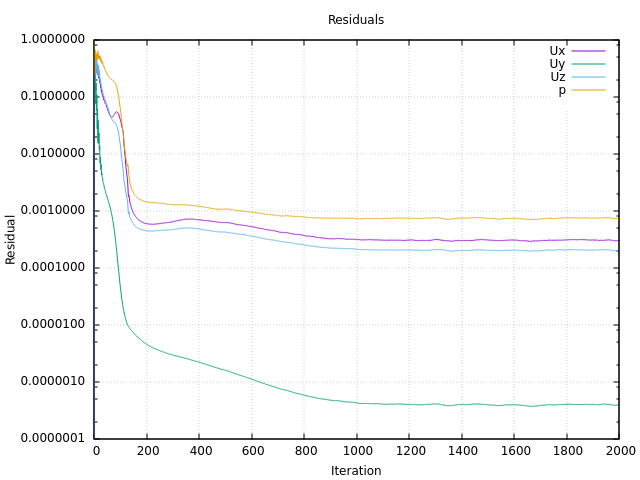 Residuals
Ux
Uy
Uz
p
1.0000000
0.1000000
0.0100000
0.0010000
0.0001000
0.0000100
0.0000010
0.0000001
Residual
0 200 400 600 800 1000 1200 1400 1600 1800 2000
Iteration